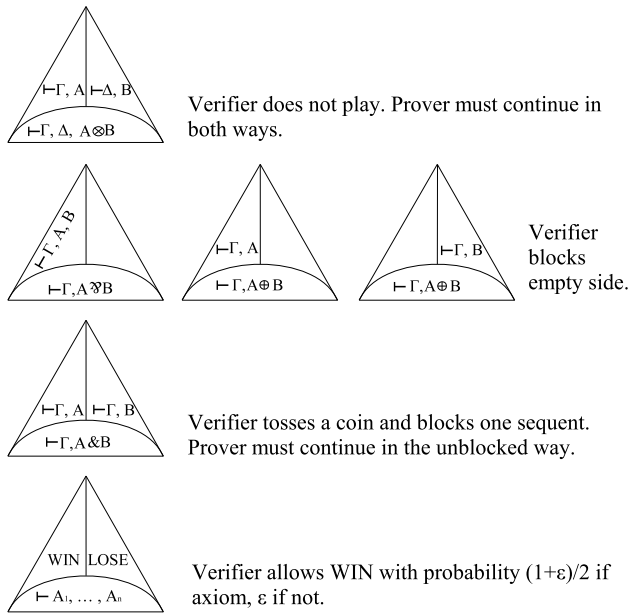 ⊢Γ, A ⊢Δ, B
⊢Γ, Δ, A⊗B
Verifier does not play. Prover must continue in
both ways.
⊢Γ, A, B
⊢Γ,A⅋B
⊢Γ, A
⊢Γ,A⊕B
⊢Γ, B
⊢Γ,A⊕B
Verifier
blocks
empty side.
⊢Γ, A ⊢Γ, B
⊢Γ,A&B
Verifier tosses a coin and blocks one sequent.
Prover must continue in the unblocked way.
WIN LOSE
⊢A₁, … , Aₙ
Verifier allows WIN with probability (1+ε)/2 if
axiom, ε if not.